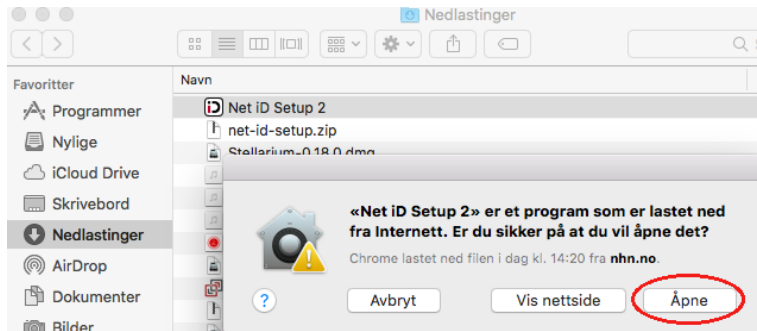 Nedlastinger
Favoritter
Navn
Programmer
Nylige
iCloud Drive
Skrivebord
Nedlastinger
AirDrop
Dokumenter
Bilder
Net iD Setup 2
net-id-setup.zip
Stellarium-0.18.0.dmg
«Net iD Setup 2» er et program som er lastet ned
fra Internett. Er du sikker på at du vil åpne det?
Chrome lastet ned filen i dag kl. 14:20 fra nhn.no.
?
Avbryt
Vis nettside
Åpne